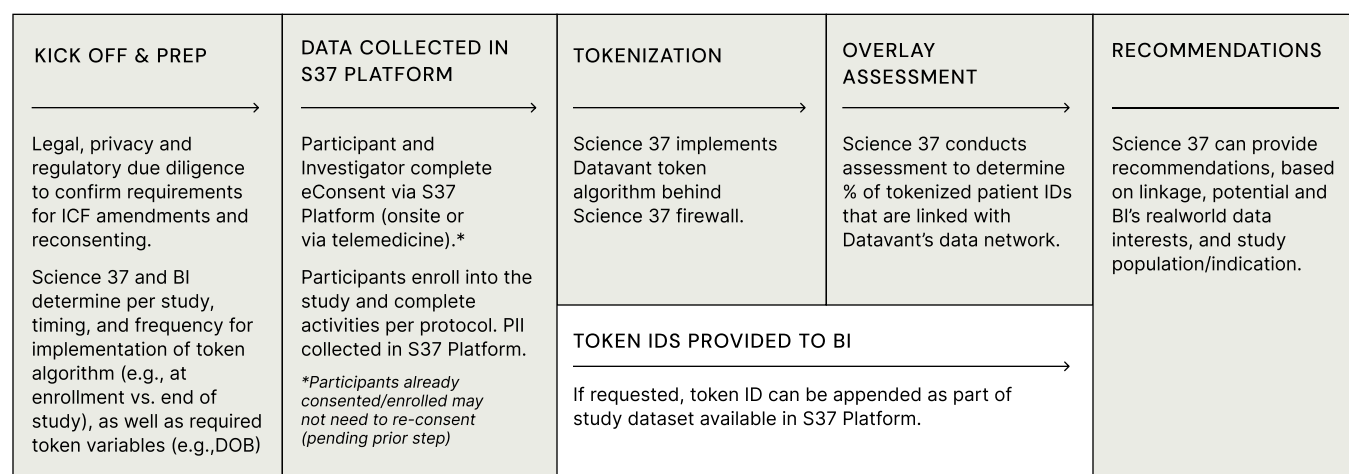 KICK OFF & PREP
Legal, privacy and
regulatory due diligence
to confirm requirements
for ICF amendments and
reconsenting.
Science 37 and BI
determine per study,
timing, and frequency for
implementation of token
algorithm (e.g., at
enrollment vs. end of
study), as well as required
token variables (e.g.,DOB)
DATA COLLECTED IN
S37 PLATFORM
Participant and
Investigator complete
eConsent via S37
Platform (onsite or
via telemedicine).*
Participants enroll into the
study and complete
activities per protocol. PII
collected in S37 Platform.
*Participants already
consented/enrolled may
not need to re-consent
(pending prior step)
TOKENIZATION
Science 37 implements
Datavant token
algorithm behind
Science 37 firewall.
OVERLAY
ASSESSMENT
Science 37 conducts
assessment to determine
% of tokenized patient IDs
that are linked with
Datavant’s data network.
TOKEN IDS PROVIDED TO BI
If requested, token ID can be appended as part of
study dataset available in S37 Platform.
RECOMMENDATIONS
Science 37 can provide
recommendations, based
on linkage, potential and
BI’s realworld data
interests, and study
population/indication.